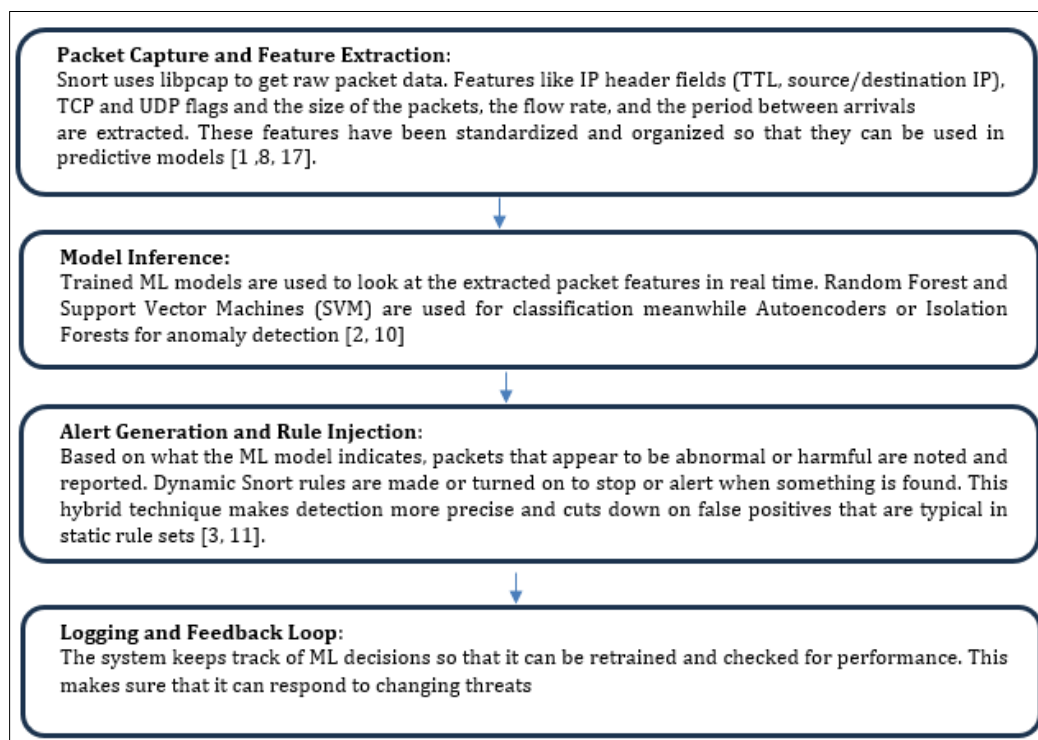 Packet Capture and Feature Extraction:
Snort uses libpcap to get raw packet data. Features like IP header fields (TTL, source/destination IP),
TCP and UDP flags and the size of the packets, the flow rate, and the period between arrivals
are extracted. These features have been standardized and organized so that they can be used in
predictive models [1 ,8, 17].
Model Inference:
Trained ML models are used to look at the extracted packet features in real time. Random Forest and
Support Vector Machines (SVM) are used for classification meanwhile Autoencoders or Isolation
Forests for anomaly detection [2, 10]
Alert Generation and Rule Injection:
Based on what the ML model indicates, packets that appear to be abnormal or harmful are noted and
reported. Dynamic Snort rules are made or turned on to stop or alert when something is found. This
hybrid technique makes detection more precise and cuts down on false positives that are typical in
static rule sets [3, 11].
Logging and Feedback Loop:
The system keeps track of ML decisions so that it can be retrained and checked for performance. This
makes sure that it can respond to changing threats